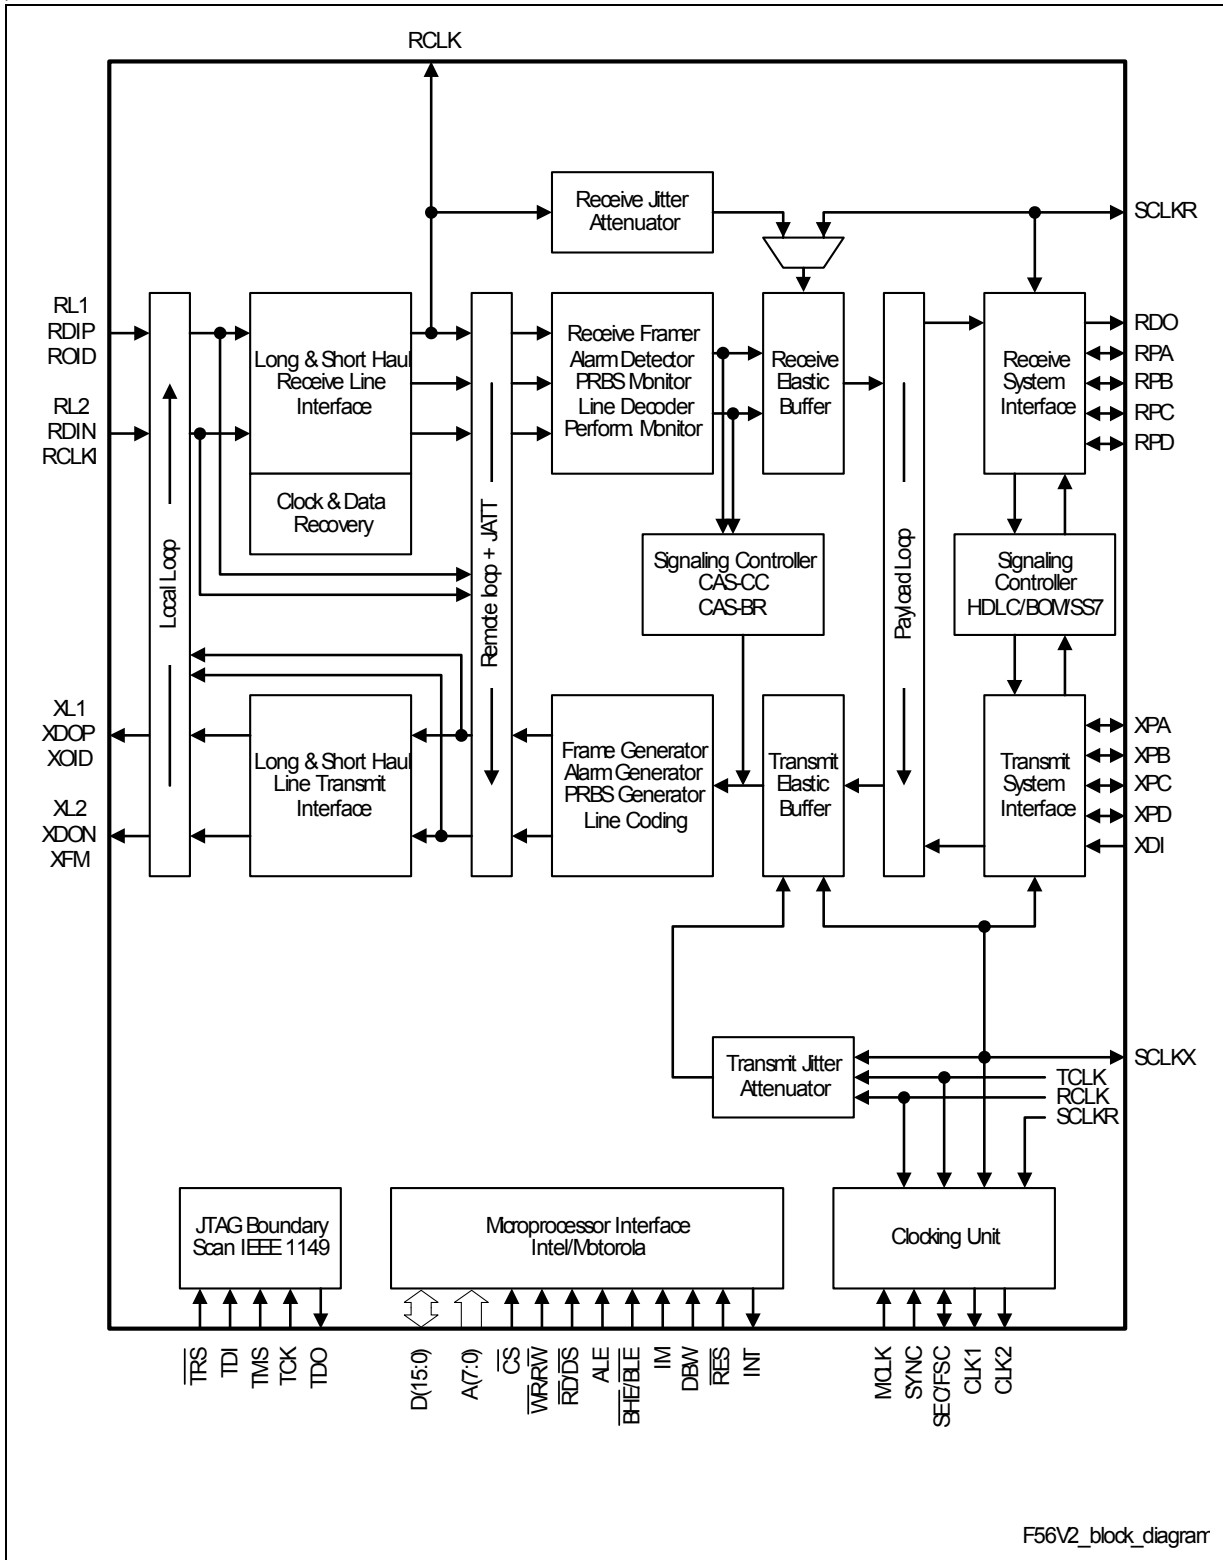 RCLK
Receive Jitter
Attenuator
SCLKR
RL1
RDIP
ROID
RL2
RDIN
RCLKI
Local Loop
Long & Short Haul
Receive Line
Interface
Clock & Data
Recovery
Remote loop + JATT
Receive Framer
Alarm Detector
PRBS Monitor
Line Decoder
Perform. Monitor
Receive
Elastic
Buffer
Payload Loop
Receive
System
Interface
RDO
RPA
RPB
RPC
RPD
Signaling Controller
CAS-CC
CAS-BR
Signaling
Controller
HDLC/BOM/SS7
XL1
XDOP
XOID
XL2
XDON
XFM
Long & Short Haul
Line Transmit
Interface
Frame Generator
Alarm Generator
PRBS Generator
Line Coding
Transmit
Elastic
Buffer
Transmit
System
Interface
XPA
XPB
XPC
XPD
XDI
Transmit Jitter
Attenuator
SCLKX
TCLK
RCLK
SCLKR
JTAG Boundary
Scan IEEE 1149
Microprocessor Interface
Intel/Motorola
Clocking Unit
TRS
TDI
TMS
TCK
TDO
D(15:0)
A(7:0)
CS
WR/RW
RD/DS
ALE
BHE/BLE
IM
DBW
RES
INT
MCLK
SYNC
SEC/FSC
CLK1
CLK2
F56V2_block_diagram